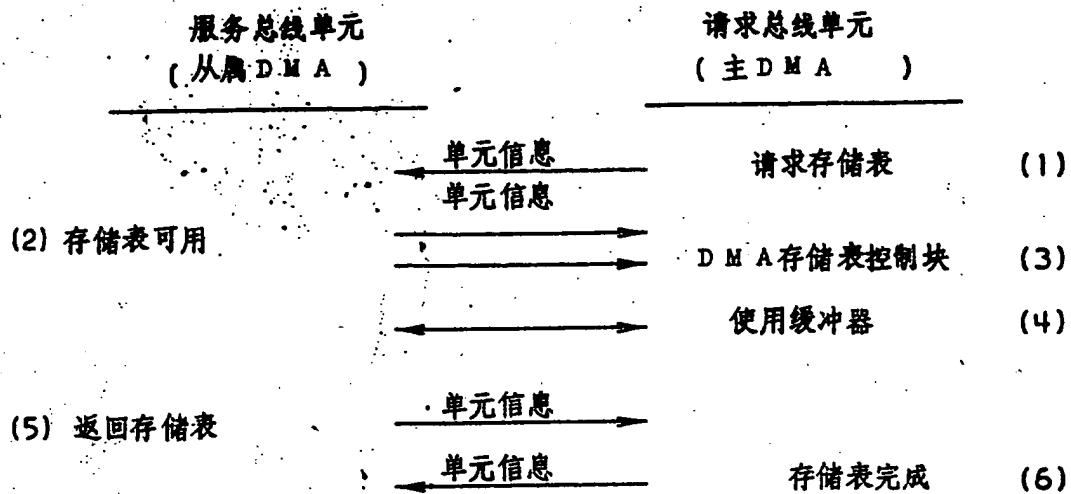 服务总线单元
(从属DMA )
请求总线单元
(主DMA )
单元信息
请求存储表 (1)
单元信息
(2) 存储表可用
DMA存储表控制块 (3)
使用缓冲器 (4)
单元信息
(5) 返回存储表
单元信息
存储表完成 (6)